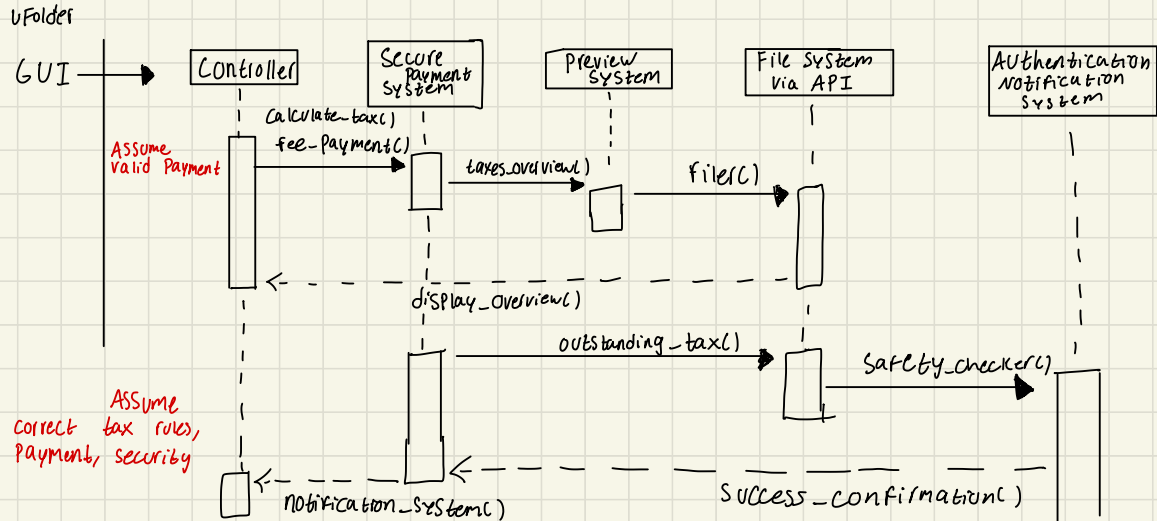 uFolder
GUI
Controller
Secure
Payment
System
Preview
System
File System
via API
Authentication
Notification
System
Calculate_tax()
fee_Payment()
Assume
valid Payment
taxes_overview()
Filer()
display_overview()
outstanding_tax()
Safety_checker()
Assume
correct tax rules,
Payment, security
Success_confirmation()
notification_system()